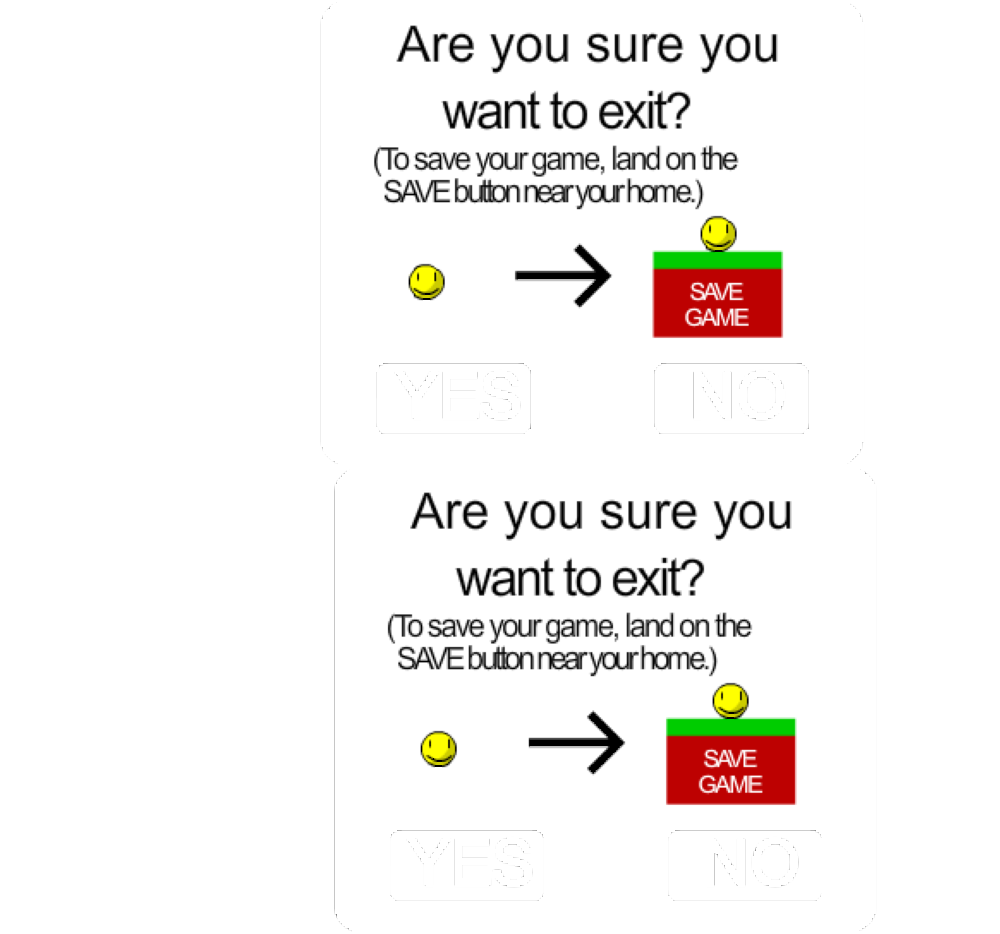 Are you sure you
want to exit?
(To save your game, land on the
SAVE button near your home.)
SAVE
GAME
YES NO
Are you sure you
want to exit?
(To save your game, land on the
SAVE button near your home.)
SAVE
GAME
YES NO